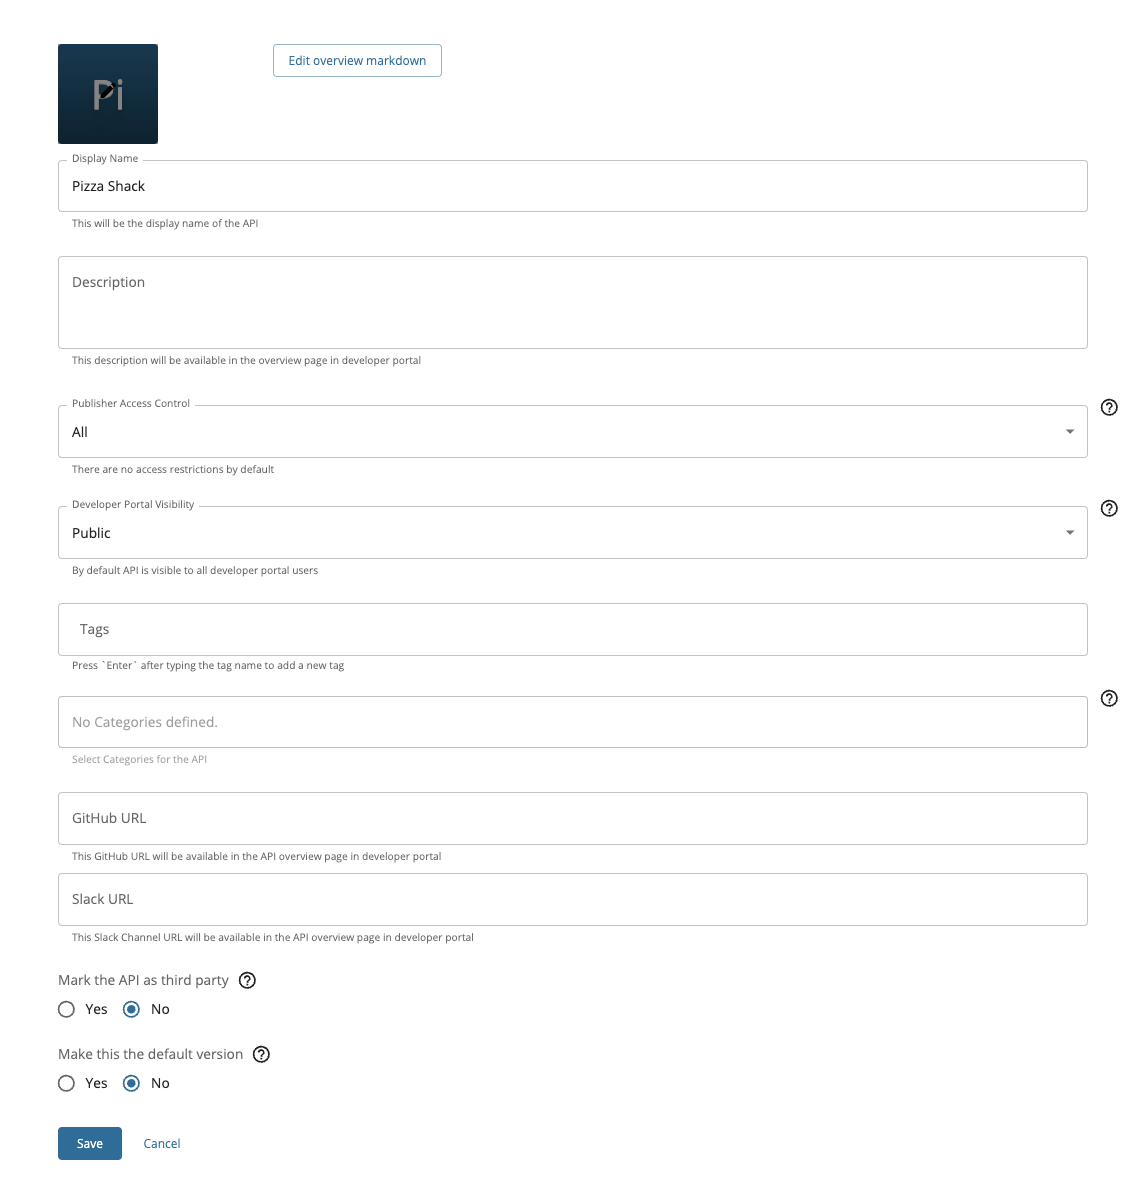 Pi
Edit overview markdown
Display Name
Pizza Shack
This will be the display name of the API
Description
This description will be available in the overview page in developer portal
Publisher Access Control
All
There are no access restrictions by default
Developer Portal Visibility
Public
By default API is visible to all developer portal users
Tags
Press `Enter` after typing the tag name to add a new tag
No Categories defined.
Select Categories for the API
GitHub URL
This GitHub URL will be available in the API overview page in developer portal
Slack URL
This Slack Channel URL will be available in the API overview page in developer portal
Mark the API as third party
Yes No
Make this the default version
Yes No
Save Cancel